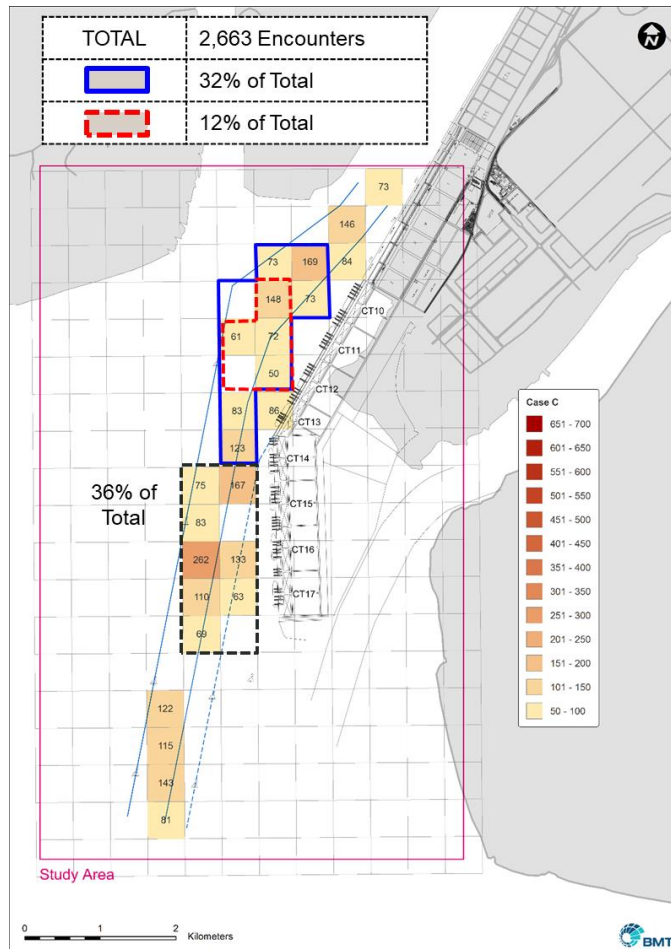 TOTAL 2,663 Encounters
32% of Total
12% of Total
N
73
146
73 169 84
148 73
CT10
61 72
CT11
50
CT12
83 86
CT13
123
CT14
36% of
Total
75 167
CT15
83
262 133
CT16
110 63
CT17
69
122
115
143
81
Case C
651 - 700
601 - 650
551 - 600
501 - 550
451 - 500
401 - 450
351 - 400
301 - 350
251 - 300
201 - 250
151 - 200
101 - 150
50 - 100
Study Area
0 1 2
Kilometers
BMT